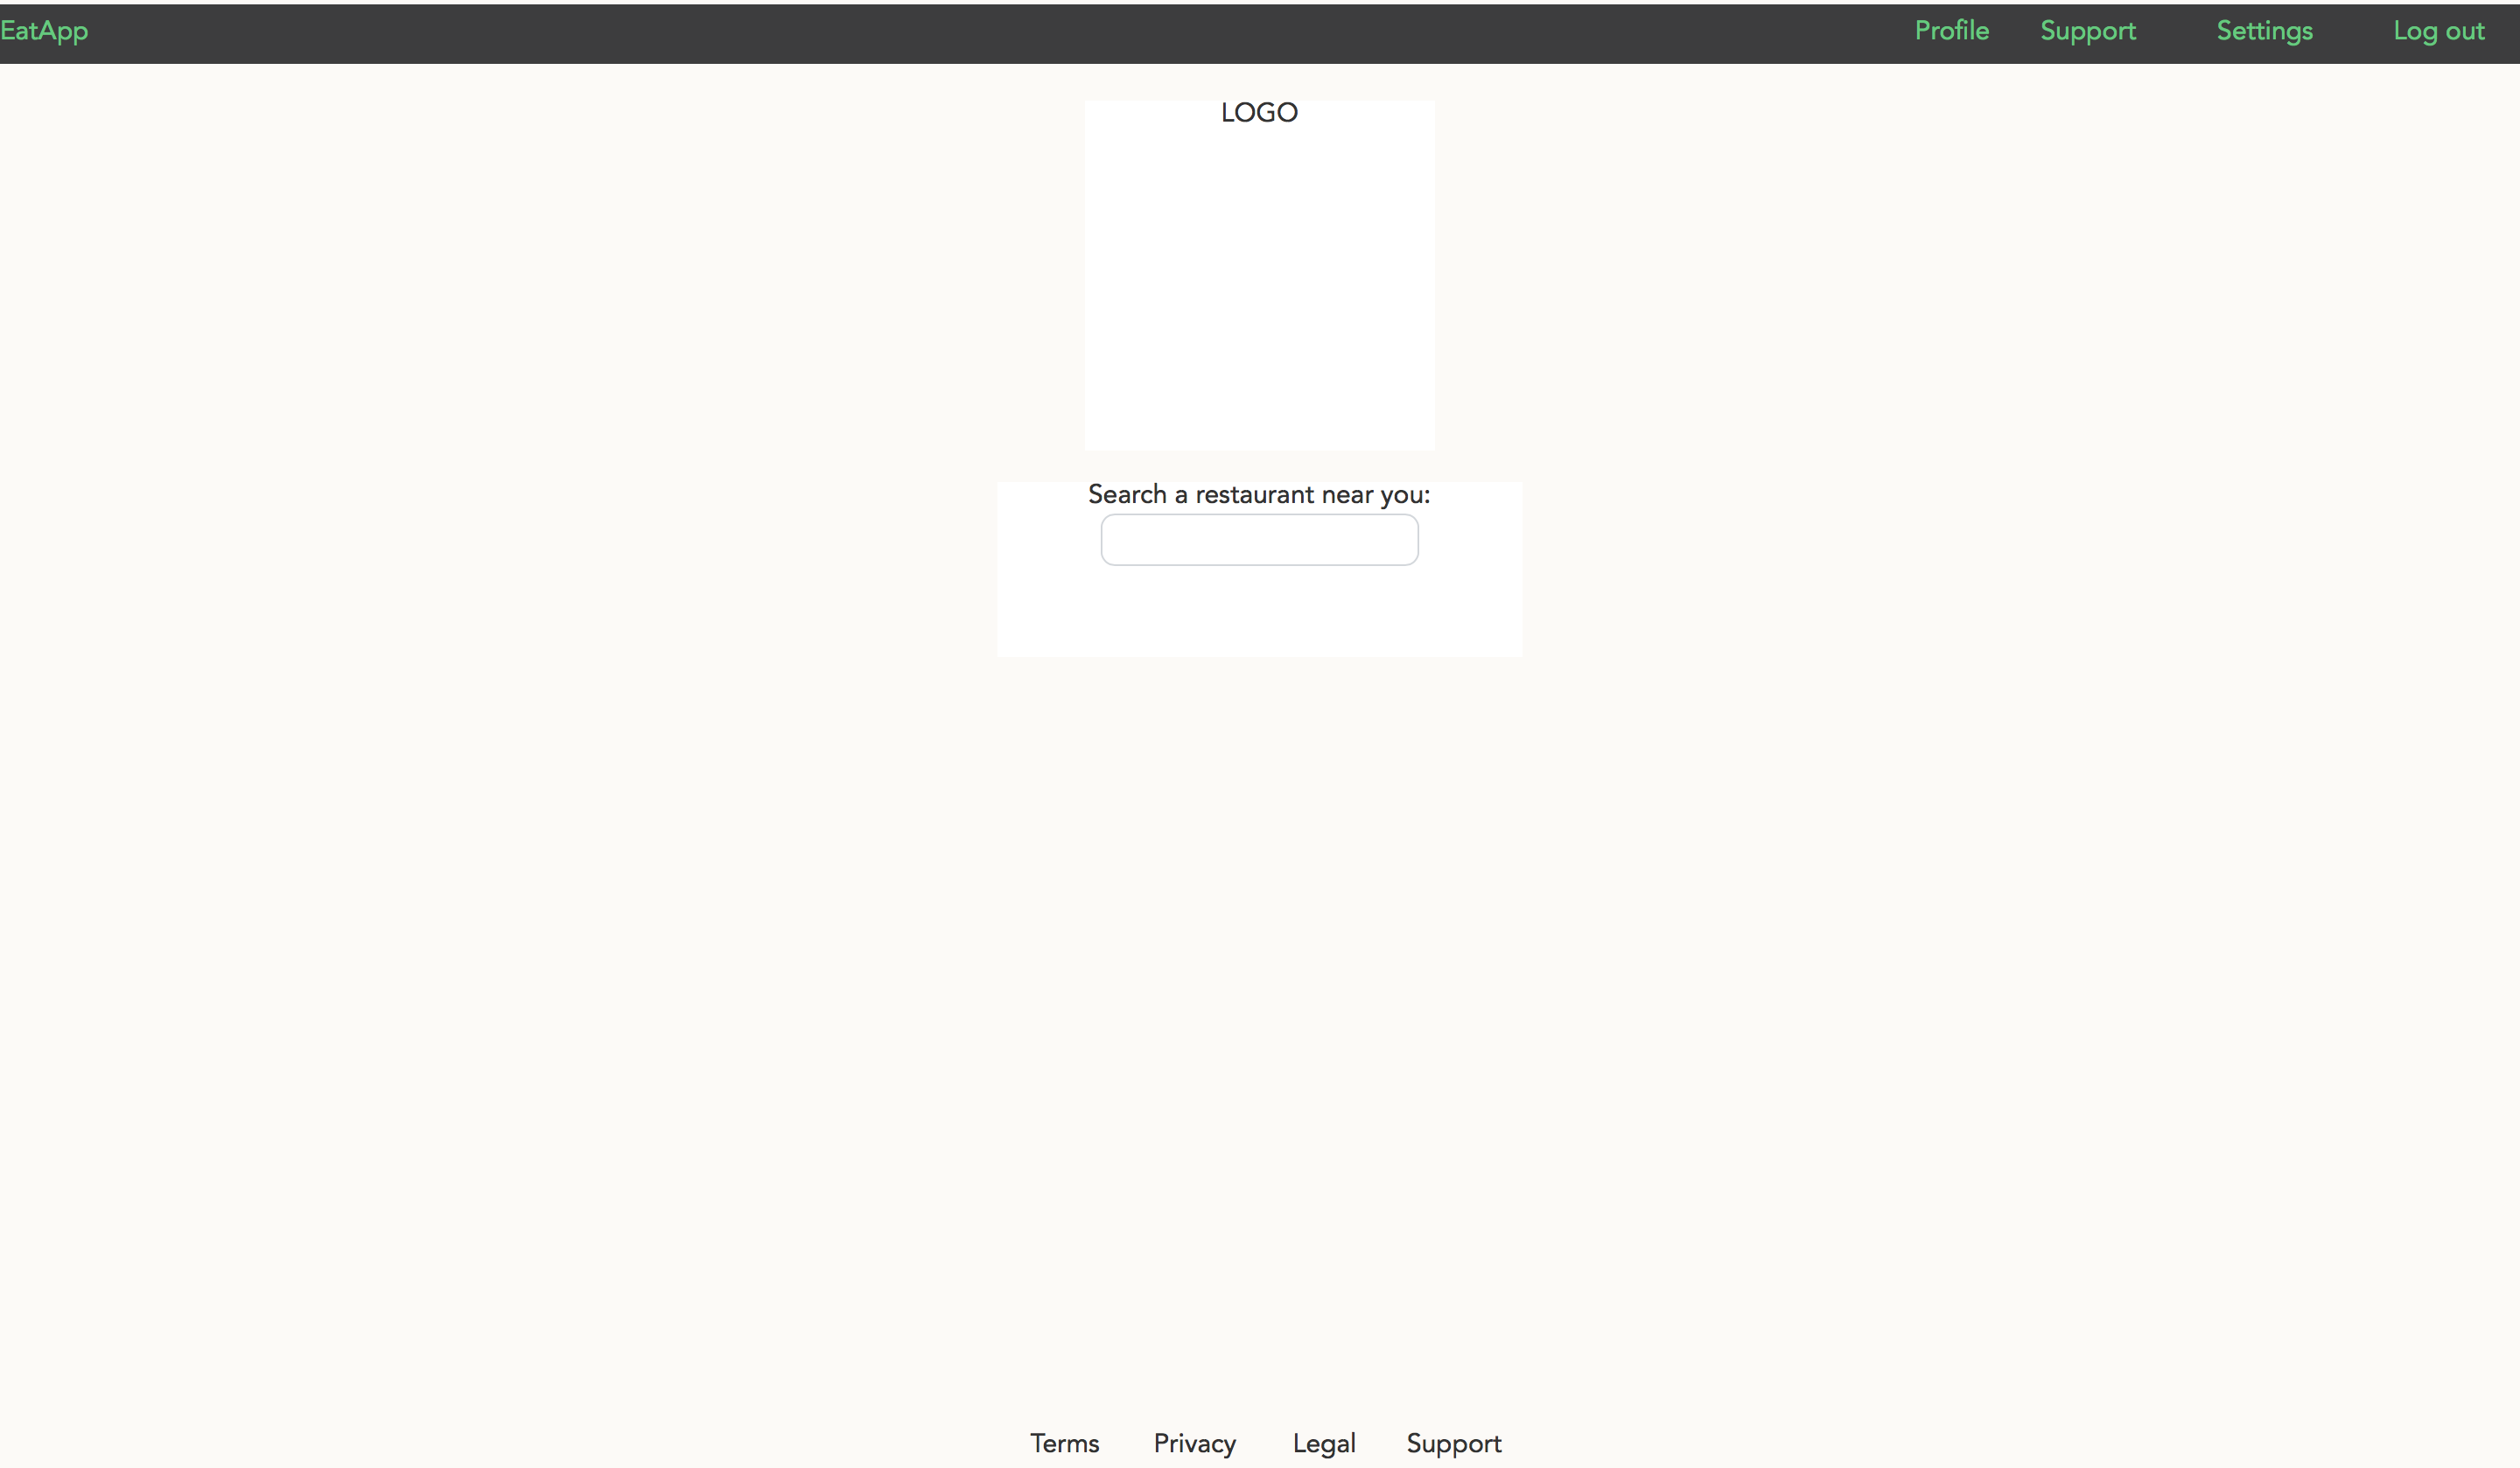 EatApp Profile Support Settings Log out
LOGO
Search a restaurant near you:
Terms Privacy Legal Support